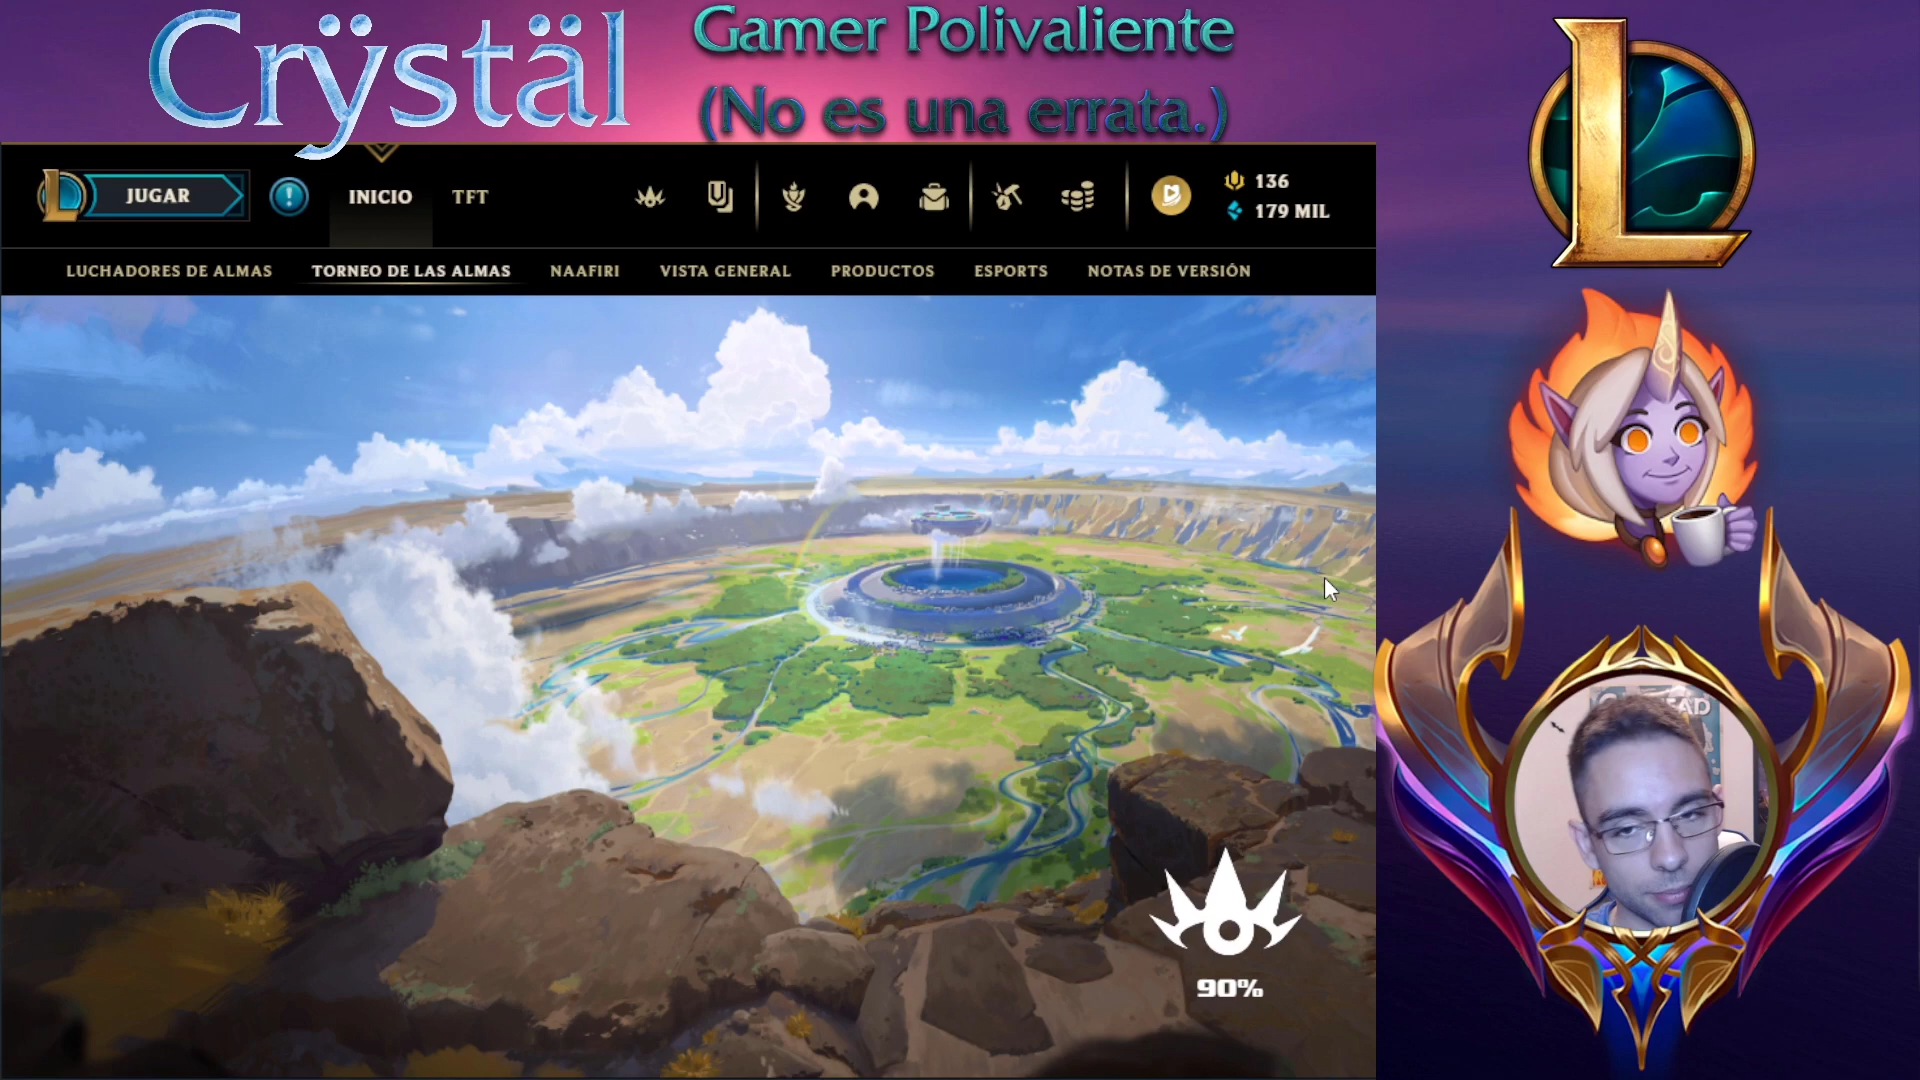 Crÿstäl
Gamer Polivaliente
(No es una errata.)
JUGAR
INICIO
TFT
136
179 MIL
LUCHADORES DE ALMAS
TORNEO DE LAS ALMAS
NAAFIRI
VISTA GENERAL
PRODUCTOS
ESPORTS
NOTAS DE VERSIÓN
90%